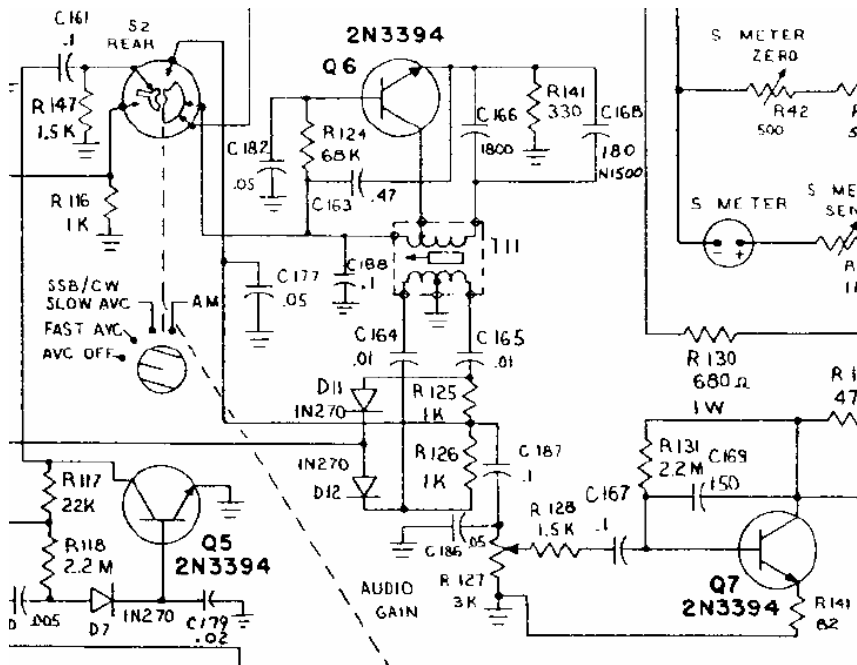 C161
.1
S2
REAR
2N3394
Q6
S METER
ZERO
R147
1.5K
R124
68K
C182
.05
C166
1800
R141
330
C168
180
N1500
R42
500
R116
1K
C163
.47
S METER
SEN
S METER
T11
C177
.05
C188
.1
SSB/CW
SLOW AVC
AM
FAST AVC
AVC OFF
C164
.01
C165
.01
R130
680Ω
1W
47
D11
1N270
R125
1K
R126
1K
1N270
D12
C187
.1
R131
2.2M
C169
150
R117
22K
R118
2.2M
Q5
2N3394
R128
1.5K
C167
.1
C186
.05
R127
3K
AUDIO
GAIN
Q7
2N3394
R141
82
.005
D7
1N270
C179
.02